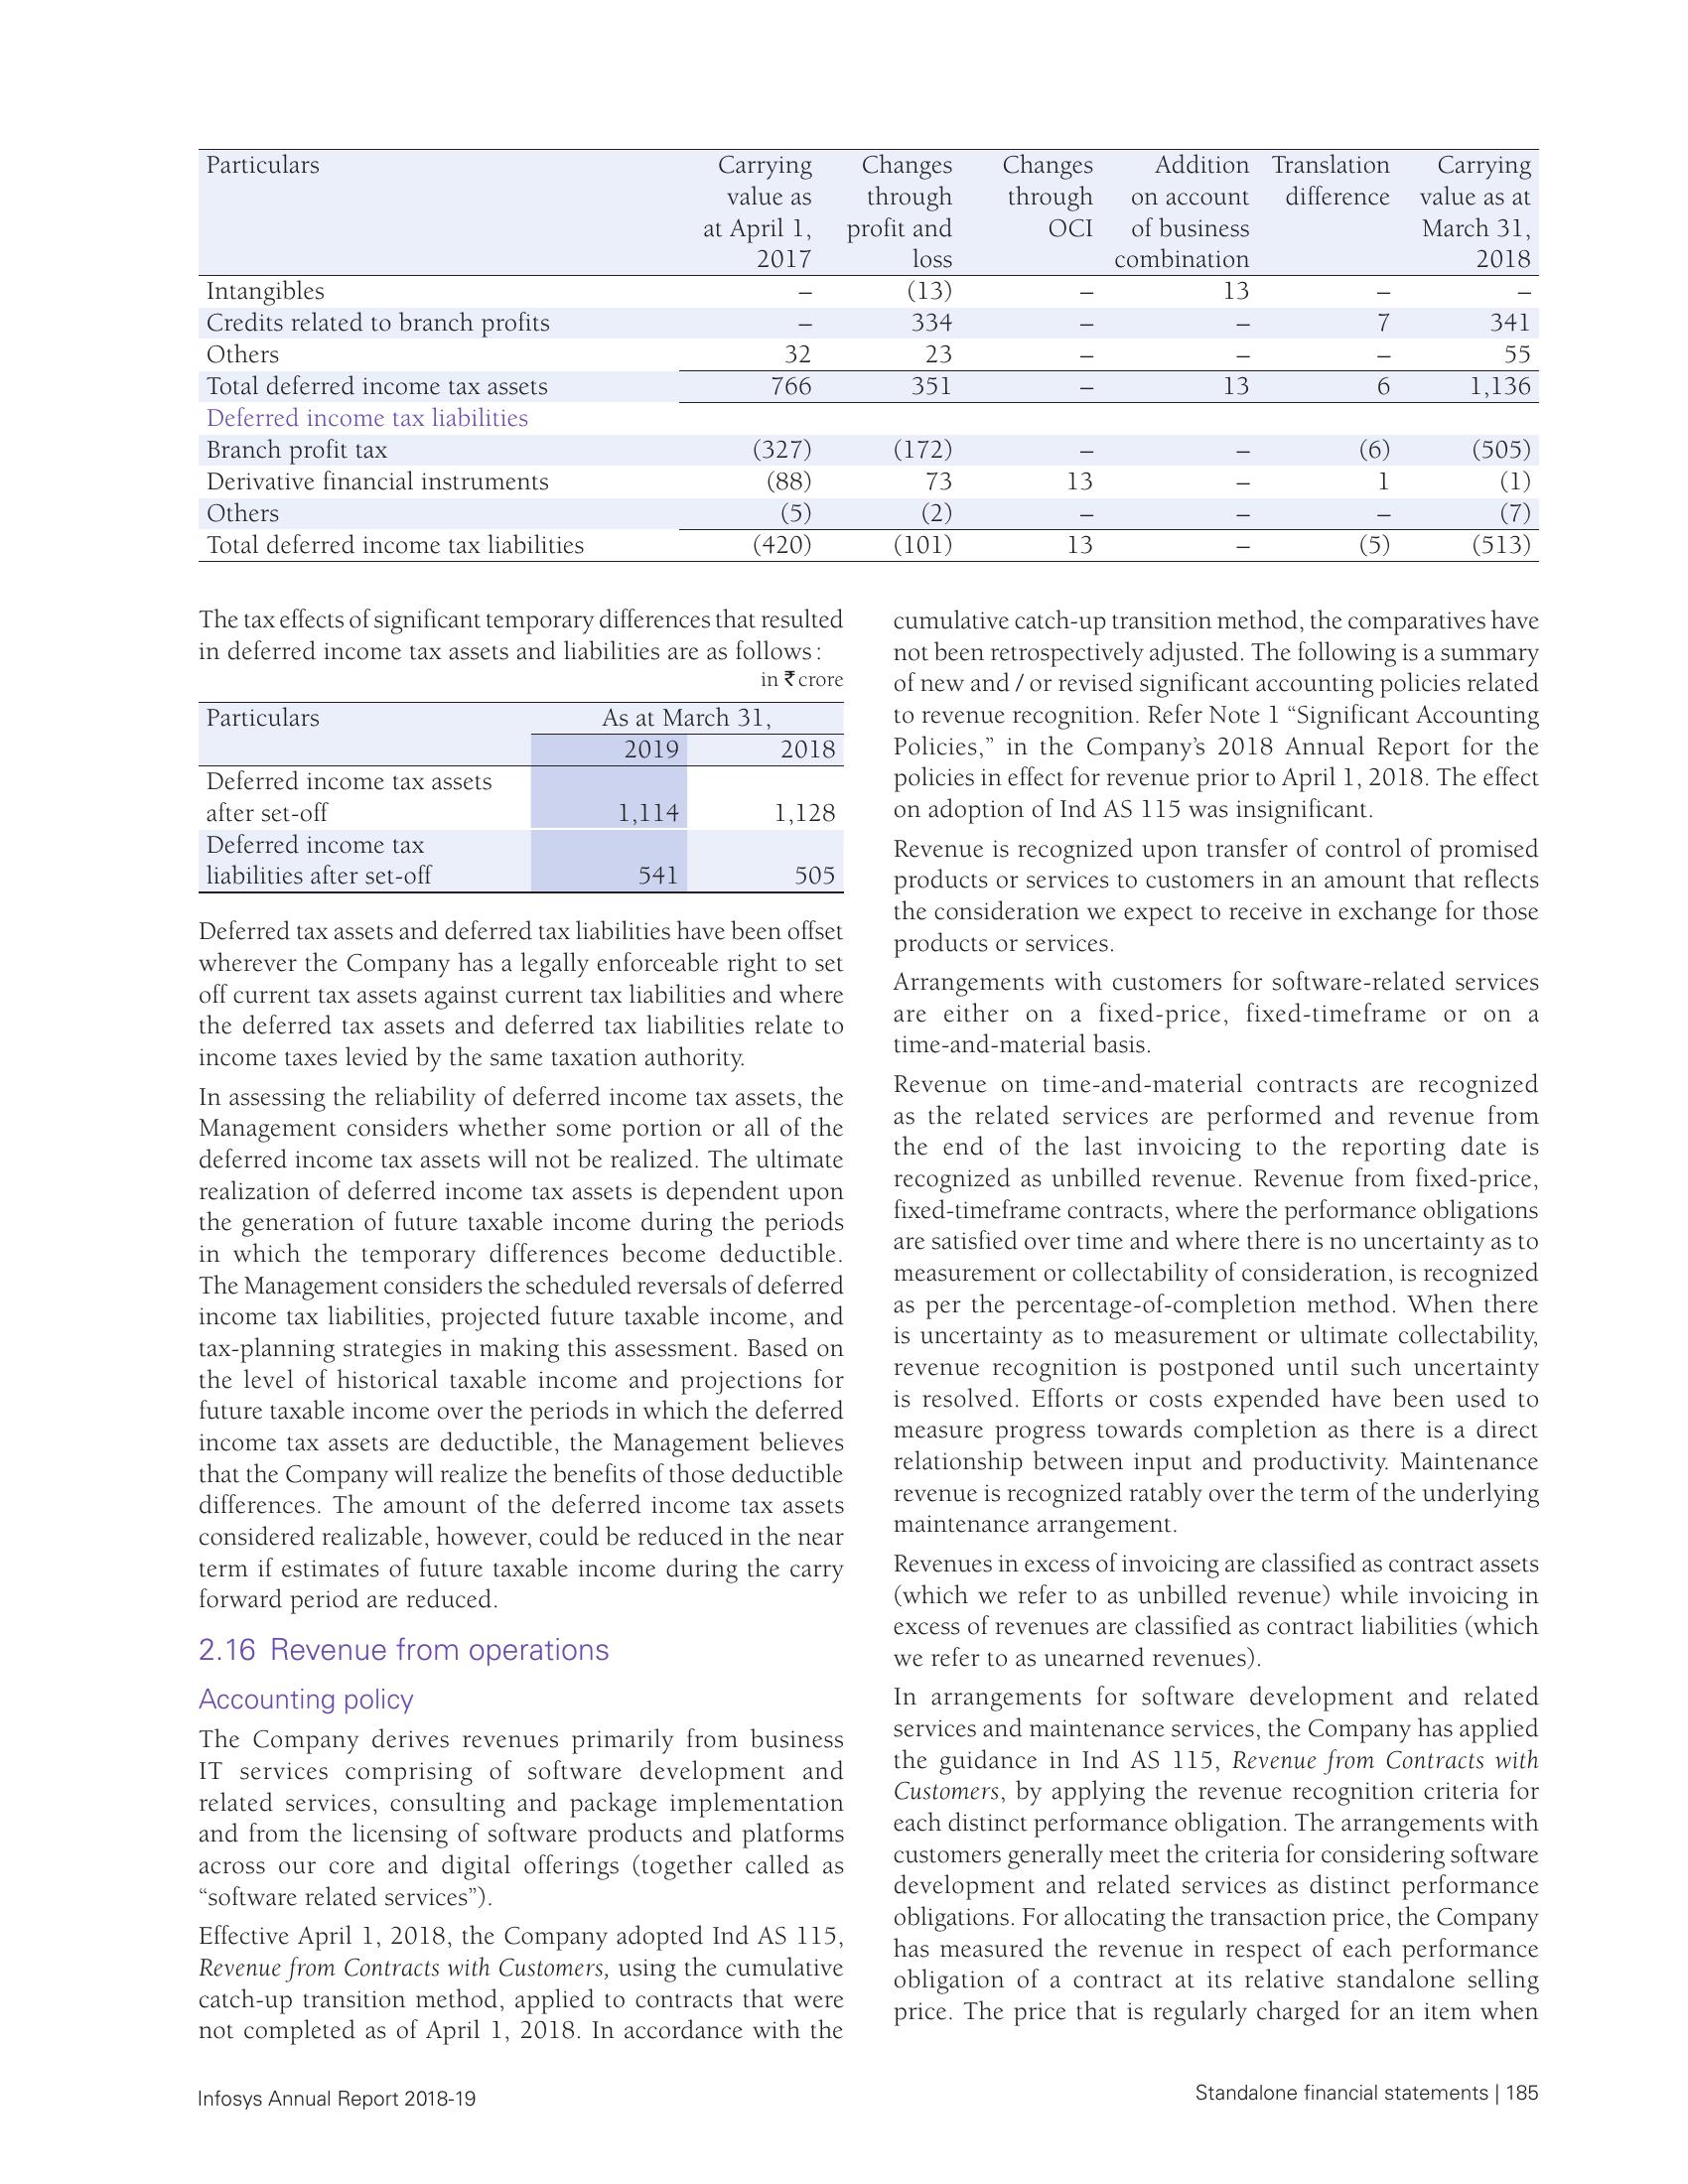 Particulars Carrying value as at April 1, 2017 Changes through profit and loss Changes through OCI Addition on account of business combination Translation difference Carrying value as at March 31, 2018
Intangibles – (13) – 13 – –
Credits related to branch profits – 334 – – 7 341
Others 32 23 – – – 55
Total deferred income tax assets 766 351 – 13 6 1,136
Deferred income tax liabilities
Branch profit tax (327) (172) – – (6) (505)
Derivative financial instruments (88) 73 13 – 1 (1)
Others (5) (2) – – – (7)
Total deferred income tax liabilities (420) (101) 13 – (5) (513)
The tax effects of significant temporary differences that resulted
in deferred income tax assets and liabilities are as follows :
in ₹ crore
Particulars As at March 31,
2019 2018
Deferred income tax assets
after set-off 1,114 1,128
Deferred income tax
liabilities after set-off 541 505
Deferred tax assets and deferred tax liabilities have been offset
wherever the Company has a legally enforceable right to set
off current tax assets against current tax liabilities and where
the deferred tax assets and deferred tax liabilities relate to
income taxes levied by the same taxation authority.
In assessing the reliability of deferred income tax assets, the
Management considers whether some portion or all of the
deferred income tax assets will not be realized. The ultimate
realization of deferred income tax assets is dependent upon
the generation of future taxable income during the periods
in which the temporary differences become deductible.
The Management considers the scheduled reversals of deferred
income tax liabilities, projected future taxable income, and
tax-planning strategies in making this assessment. Based on
the level of historical taxable income and projections for
future taxable income over the periods in which the deferred
income tax assets are deductible, the Management believes
that the Company will realize the benefits of those deductible
differences. The amount of the deferred income tax assets
considered realizable, however, could be reduced in the near
term if estimates of future taxable income during the carry
forward period are reduced.
2.16 Revenue from operations
Accounting policy
The Company derives revenues primarily from business
IT services comprising of software development and
related services, consulting and package implementation
and from the licensing of software products and platforms
across our core and digital offerings (together called as
“software related services”).
Effective April 1, 2018, the Company adopted Ind AS 115,
Revenue from Contracts with Customers, using the cumulative
catch-up transition method, applied to contracts that were
not completed as of April 1, 2018. In accordance with the
cumulative catch-up transition method, the comparatives have
not been retrospectively adjusted. The following is a summary
of new and / or revised significant accounting policies related
to revenue recognition. Refer Note 1 “Significant Accounting
Policies,” in the Company’s 2018 Annual Report for the
policies in effect for revenue prior to April 1, 2018. The effect
on adoption of Ind AS 115 was insignificant.
Revenue is recognized upon transfer of control of promised
products or services to customers in an amount that reflects
the consideration we expect to receive in exchange for those
products or services.
Arrangements with customers for software-related services
are either on a fixed-price, fixed-timeframe or on a
time-and-material basis.
Revenue on time-and-material contracts are recognized
as the related services are performed and revenue from
the end of the last invoicing to the reporting date is
recognized as unbilled revenue. Revenue from fixed-price,
fixed-timeframe contracts, where the performance obligations
are satisfied over time and where there is no uncertainty as to
measurement or collectability of consideration, is recognized
as per the percentage-of-completion method. When there
is uncertainty as to measurement or ultimate collectability,
revenue recognition is postponed until such uncertainty
is resolved. Efforts or costs expended have been used to
measure progress towards completion as there is a direct
relationship between input and productivity. Maintenance
revenue is recognized ratably over the term of the underlying
maintenance arrangement.
Revenues in excess of invoicing are classified as contract assets
(which we refer to as unbilled revenue) while invoicing in
excess of revenues are classified as contract liabilities (which
we refer to as unearned revenues).
In arrangements for software development and related
services and maintenance services, the Company has applied
the guidance in Ind AS 115, Revenue from Contracts with
Customers, by applying the revenue recognition criteria for
each distinct performance obligation. The arrangements with
customers generally meet the criteria for considering software
development and related services as distinct performance
obligations. For allocating the transaction price, the Company
has measured the revenue in respect of each performance
obligation of a contract at its relative standalone selling
price. The price that is regularly charged for an item when
Infosys Annual Report 2018-19
Standalone financial statements | 185